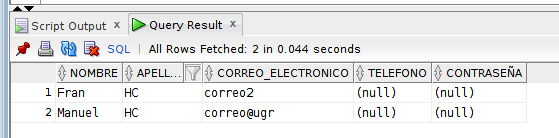 Script Output x Query Result x
SQL | All Rows Fetched: 2 in 0.044 seconds
NOMBRE APELL... CORREO_ELECTRONICO TELEFONO CONTRASEÑA
1 Fran HC correo2 (null) (null)
2 Manuel HC correo@ugr (null) (null)